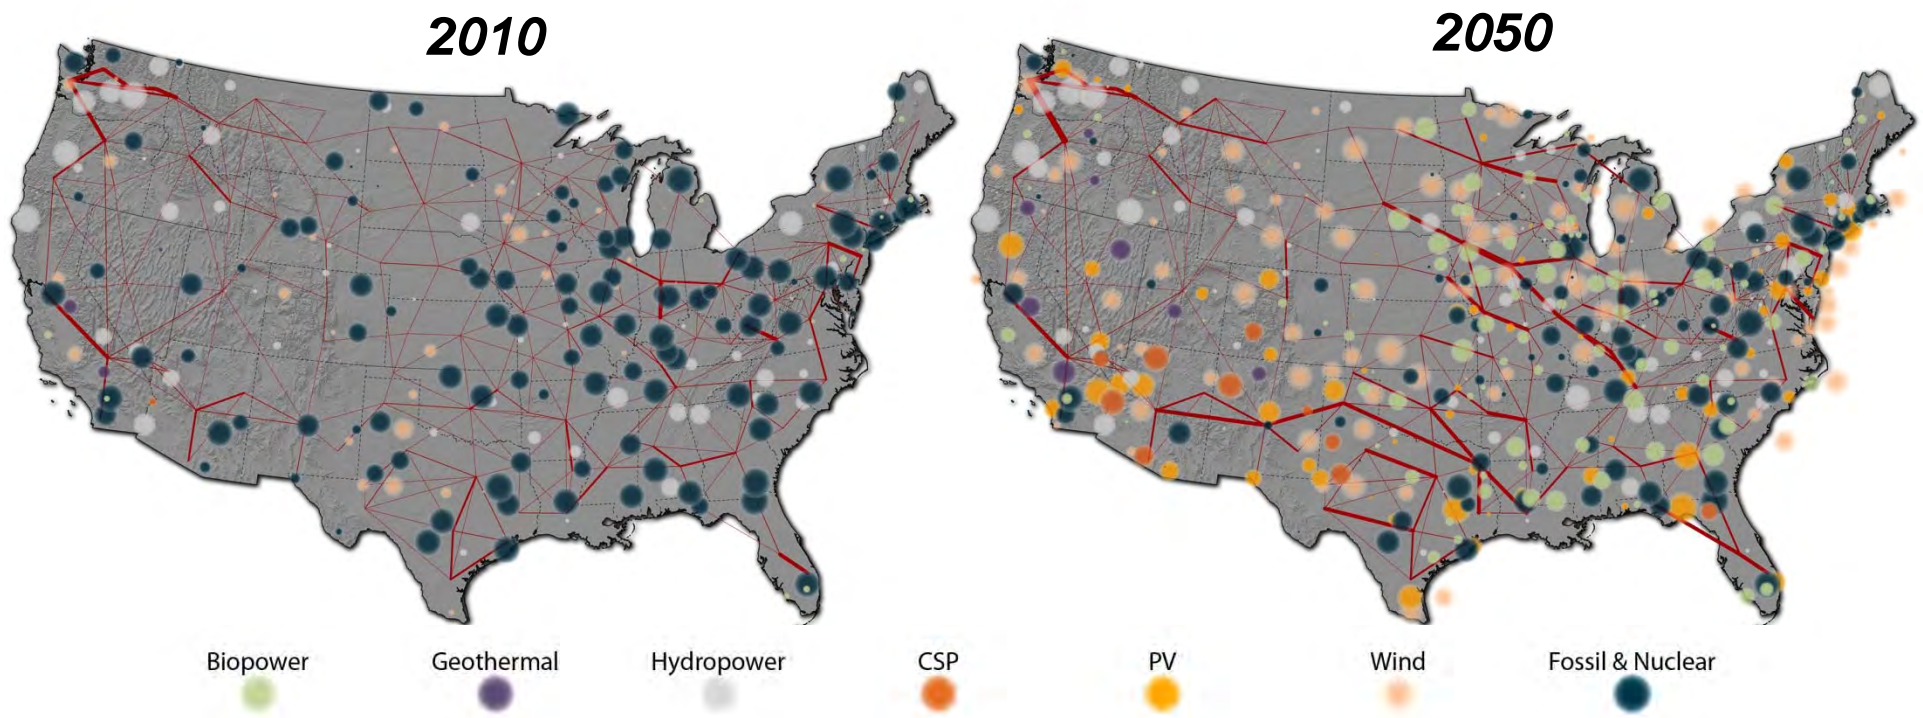 2010
2050
Biopower
Geothermal
Hydropower
CSP
PV
Wind
Fossil & Nuclear